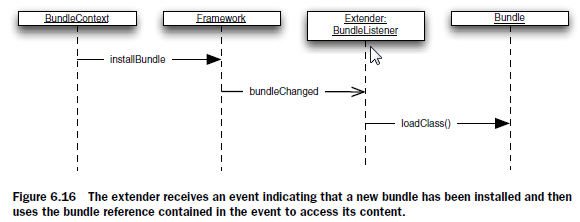 BundleContext
Framework
Extender:
BundleListener
Bundle
installBundle
bundleChanged
loadClass()
Figure 6.16 The extender receives an event indicating that a new bundle has been installed and then
uses the bundle reference contained in the event to access its content.